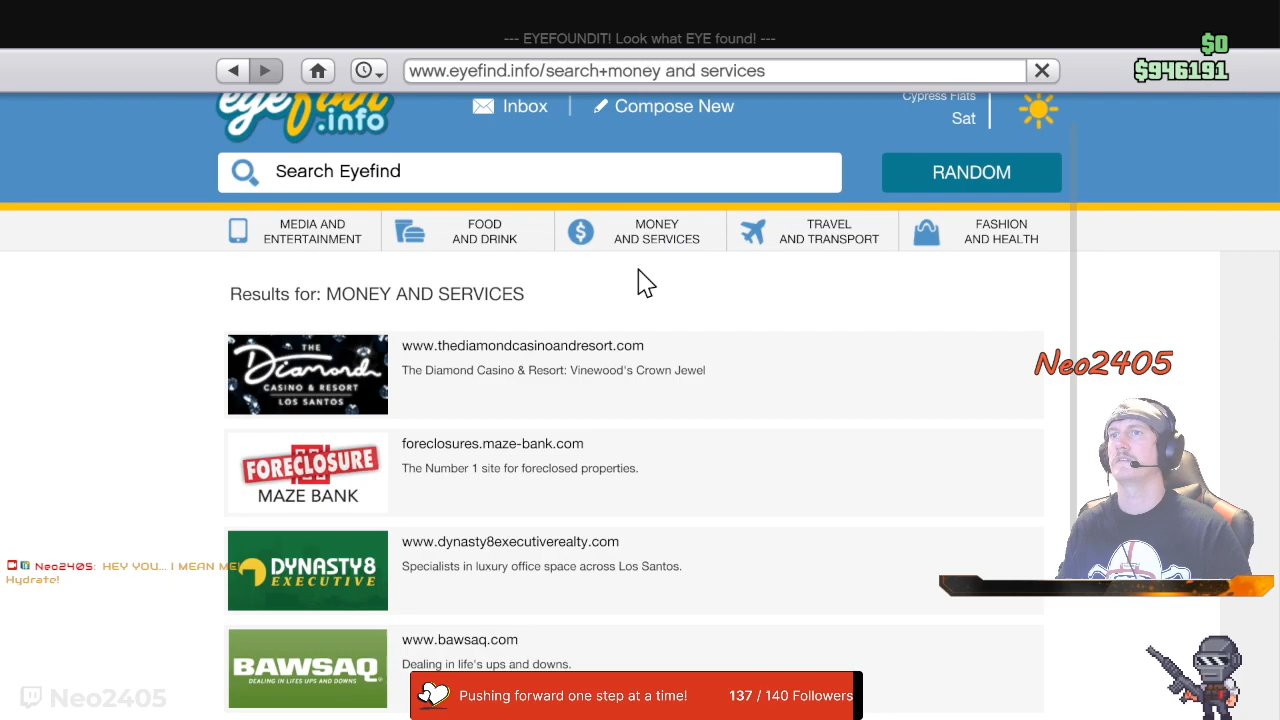 --- EYEFOUNDIT! Look what EYE found! ---
$0
$946191
www.eyefind.info/search+money and services
eyefind
.info
Inbox
Compose New
Cypress Flats
Sat
Search Eyefind
RANDOM
MEDIA AND
ENTERTAINMENT
FOOD
AND DRINK
MONEY
AND SERVICES
TRAVEL
AND TRANSPORT
FASHION
AND HEALTH
Results for: MONEY AND SERVICES
THE
Diamond
CASINO & RESORT
LOS SANTOS
www.thediamondcasinoandresort.com
The Diamond Casino & Resort: Vinewood's Crown Jewel
Neo2405
FORECLOSURE
MAZE BANK
foreclosures.maze-bank.com
The Number 1 site for foreclosed properties.
DYNASTY8
EXECUTIVE
www.dynasty8executiverealty.com
Specialists in luxury office space across Los Santos.
Neo2405: HEY YOU... I MEAN ME!
Hydrate!
BAWSAQ
DEALING IN LIFES UPS AND DOWNS
www.bawsaq.com
Dealing in life's ups and downs.
Pushing forward one step at a time! 137 / 140 Followers
Neo2405